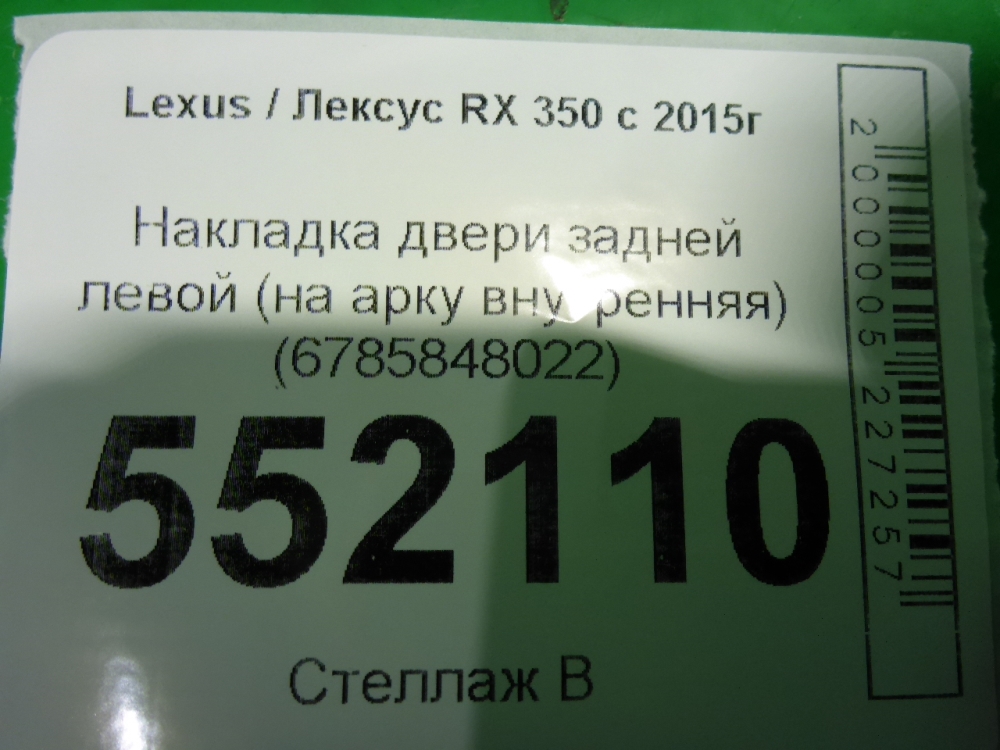 Lexus / Лексус RX 350 с 2015г
Накладка двери задней
левой (на арку внутренняя)
(6785848022)
552110
Стеллаж В
2000005227257